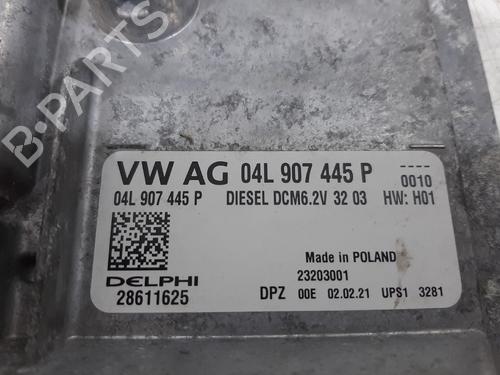 B-PARTS
VW AG 04L 907 445 P ----
04L 907 445 P DIESEL DCM6.2V 32 03 0010
HW: H01
Made in POLAND
23203001
DELPHI
28611625 DPZ 00E 02.02.21 UPS1 3281